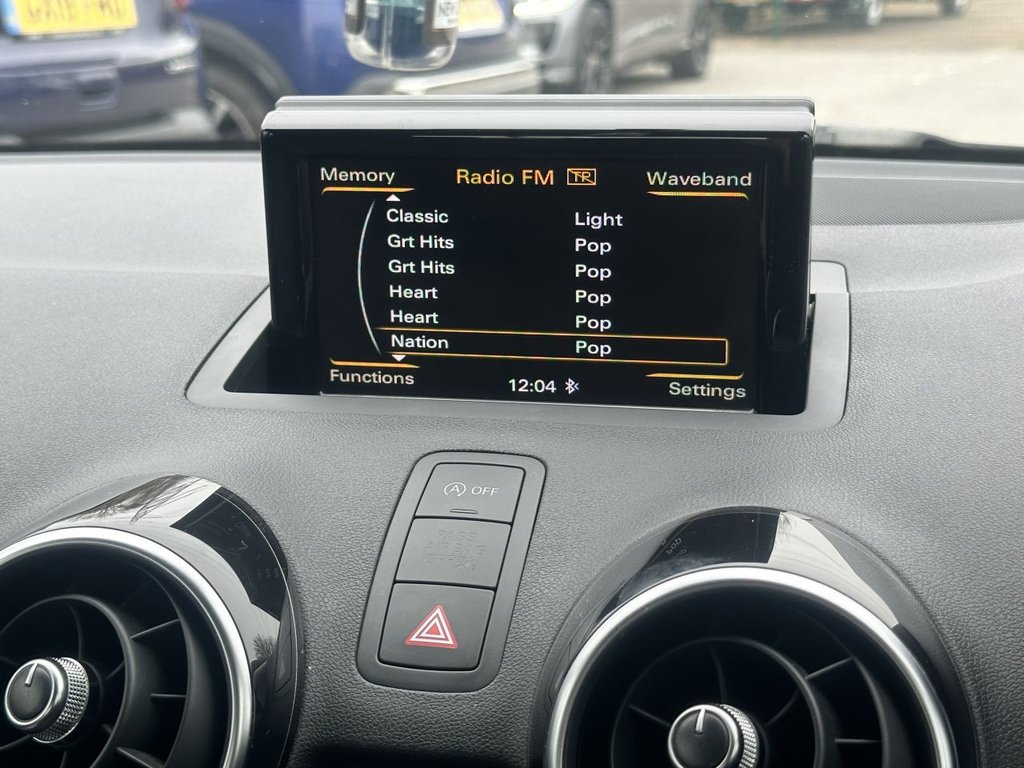 Memory Radio FM TP Waveband
Classic Light
Grt Hits Pop
Grt Hits Pop
Heart Pop
Heart Pop
Nation Pop
Functions 12:04 Settings
A OFF